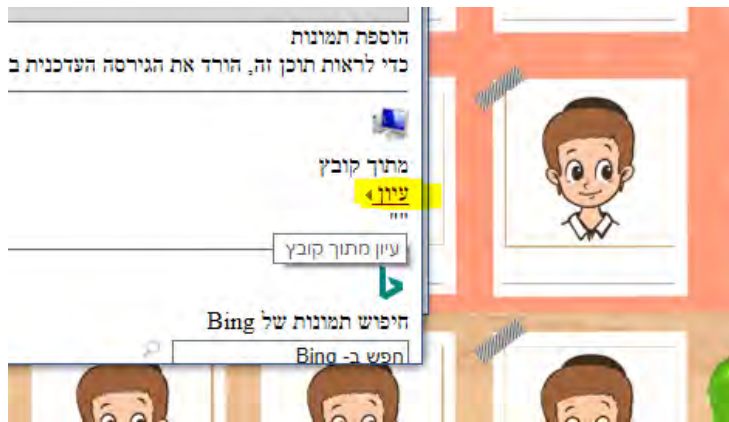 הוספת תמונות
כדי לראות תוכן זה, הורד את הגירסה העדכנית ב
מתוך קובץ
עיון
""
עיון מתוך קובץ
חיפוש תמונות של Bing
חפש ב- Bing